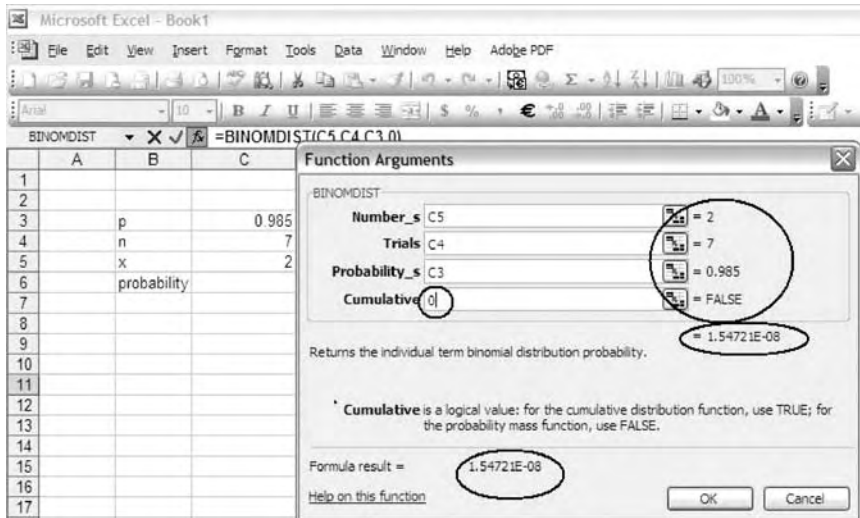 Microsoft Excel - Book1
File Edit View Insert Format Tools Data Window Help Adobe PDF
100%
Arial 10 B I U $ % , €
BINOMDIST =BINOMDIST(C5,C4,C3,0)
A B C
1
2
3 p 0.985
4 n 7
5 x 2
6 probability
7
8
9
10
11
12
13
14
15
16
17
Function Arguments
BINOMDIST
Number_s C5 = 2
Trials C4 = 7
Probability_s C3 = 0.985
Cumulative 0 = FALSE
= 1.54721E-08
Returns the individual term binomial distribution probability.
Cumulative is a logical value: for the cumulative distribution function, use TRUE; for
the probability mass function, use FALSE.
Formula result = 1.54721E-08
Help on this function
OK Cancel